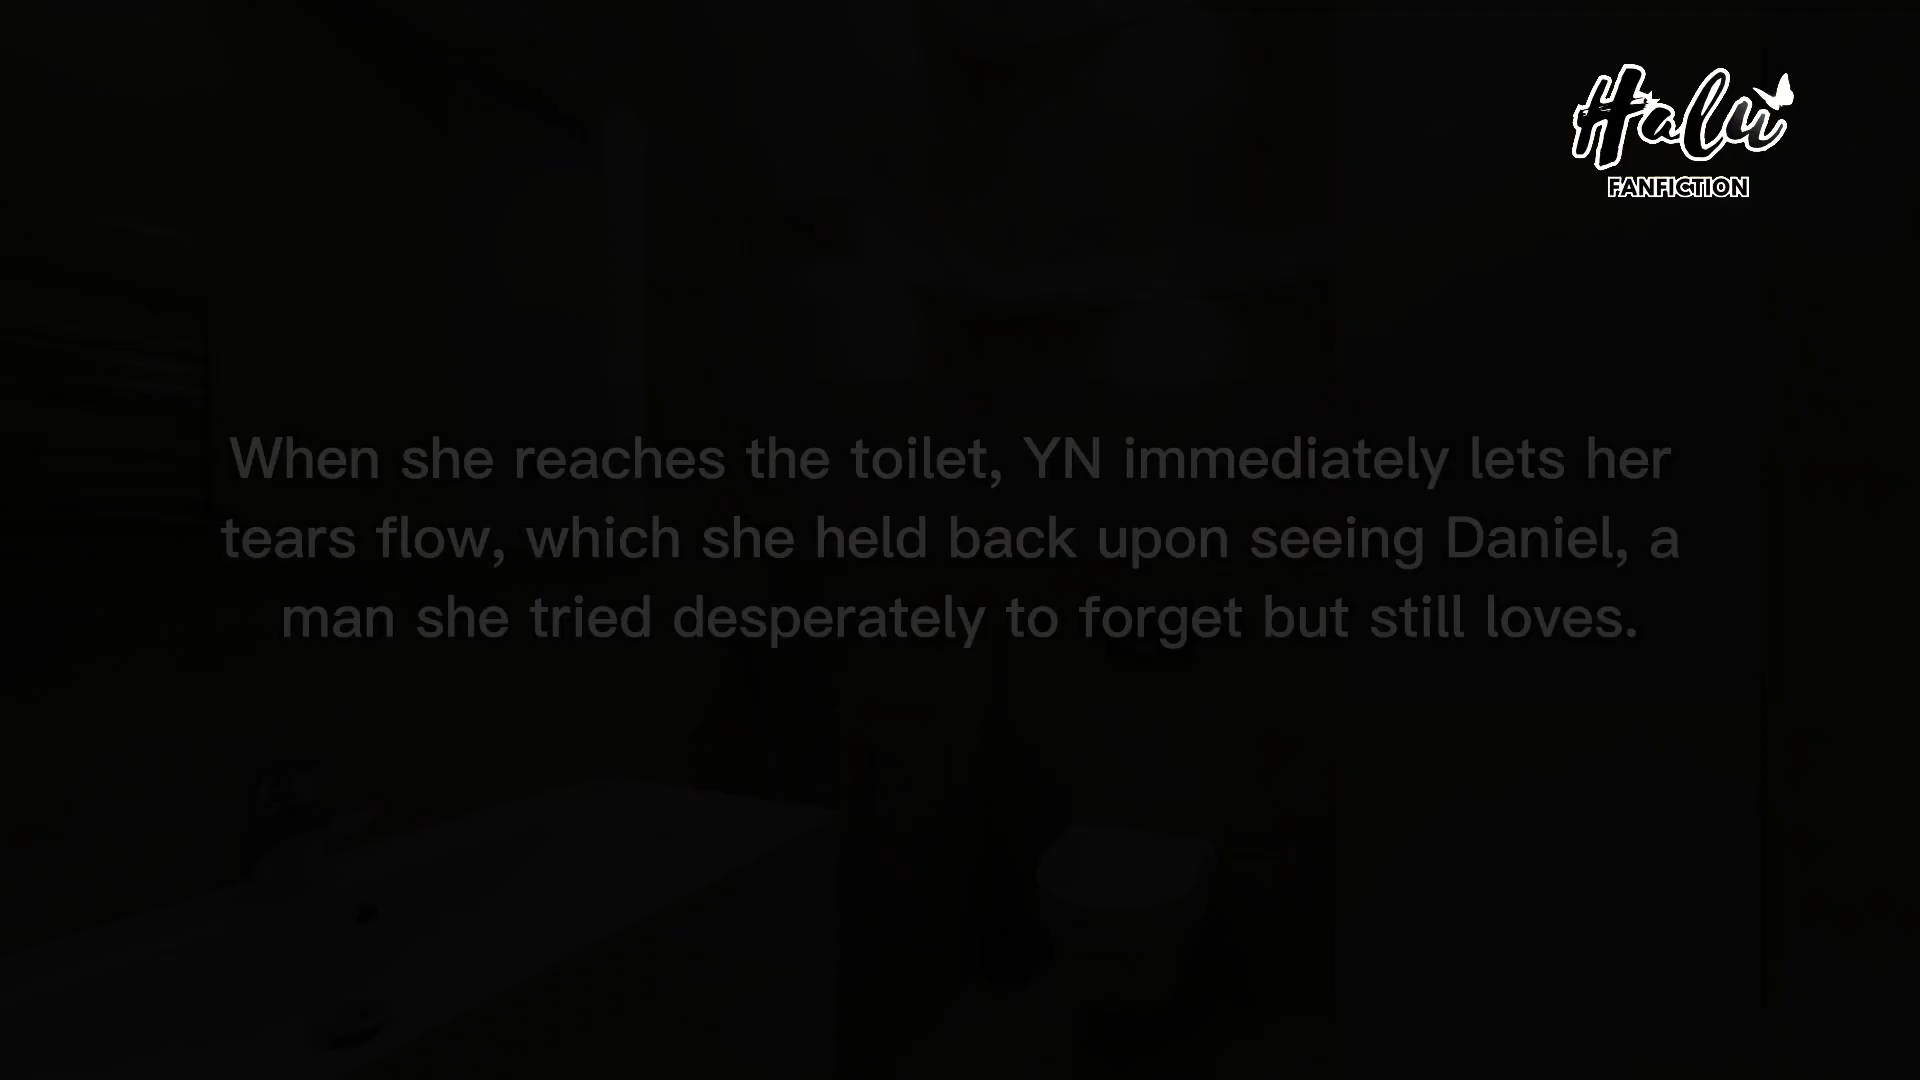 Halu
FANFICTION
When she reaches the toilet, YN immediately lets her
tears flow, which she held back upon seeing Daniel, a
man she tried desperately to forget but still loves.